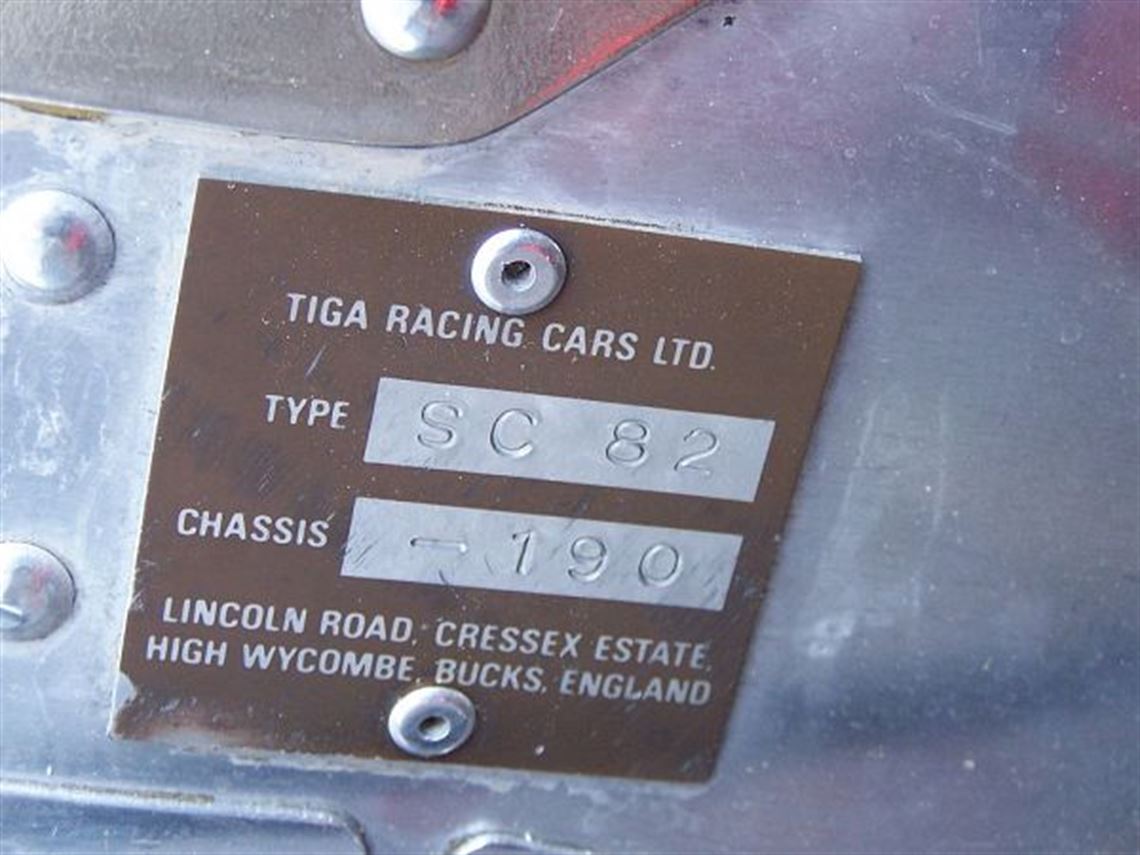 TIGA RACING CARS LTD.
TYPE SC 82
CHASSIS -190
LINCOLN ROAD, CRESSEX ESTATE,
HIGH WYCOMBE, BUCKS, ENGLAND